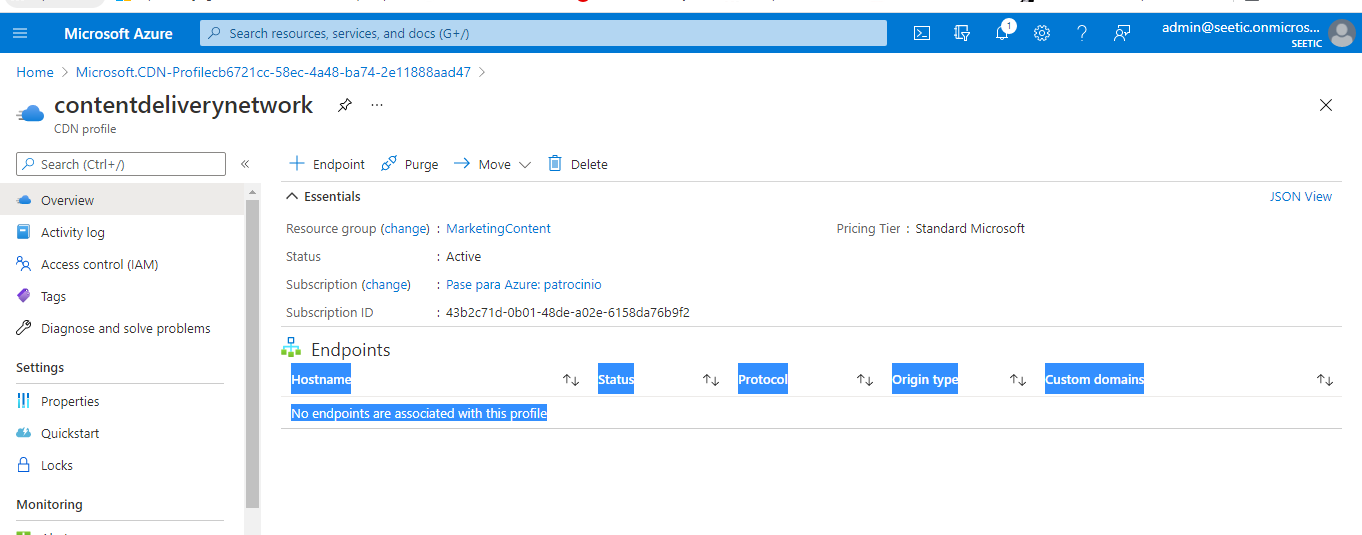 Microsoft Azure
Search resources, services, and docs (G+/)
1
admin@seetic.onmicros...
SEETIC
Home > Microsoft.CDN-Profilecb6721cc-58ec-4a48-ba74-2e11888aad47 >
contentdeliverynetwork
CDN profile
Search (Ctrl+/)
Overview
Activity log
Access control (IAM)
Tags
Diagnose and solve problems
Settings
Properties
Quickstart
Locks
Monitoring
Endpoint Purge Move Delete
Essentials
JSON View
Resource group (change) : MarketingContent
Pricing Tier : Standard Microsoft
Status : Active
Subscription (change) : Pase para Azure: patrocinio
Subscription ID : 43b2c71d-0b01-48de-a02e-6158da76b9f2
Endpoints
Hostname Status Protocol Origin type Custom domains
No endpoints are associated with this profile